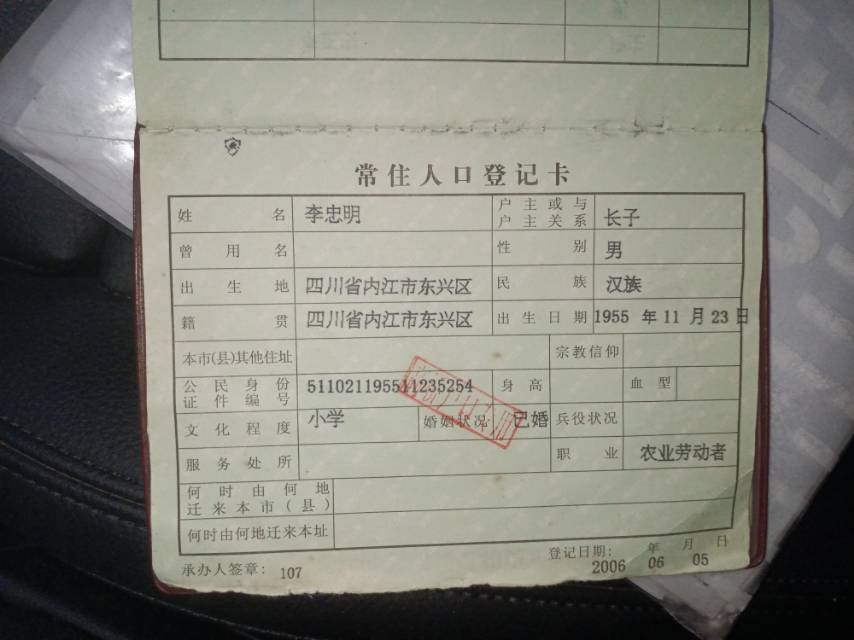 常住人口登记卡
姓名 李忠明 户主或与户主关系 长子
曾用名 性别 男
出生地 四川省内江市东兴区 民族 汉族
籍贯 四川省内江市东兴区 出生日期 1955 年 11 月 23 日
本市(县)其他住址 宗教信仰
公民身份证件编号 511021195511235254 身高 血型
文化程度 小学 婚姻状况 已婚 兵役状况
服务处所 职业 农业劳动者
何时由何地迁来本市(县)
何时由何地迁来本址
承办人签章: 107 登记日期: 2006 年 06 月 05 日